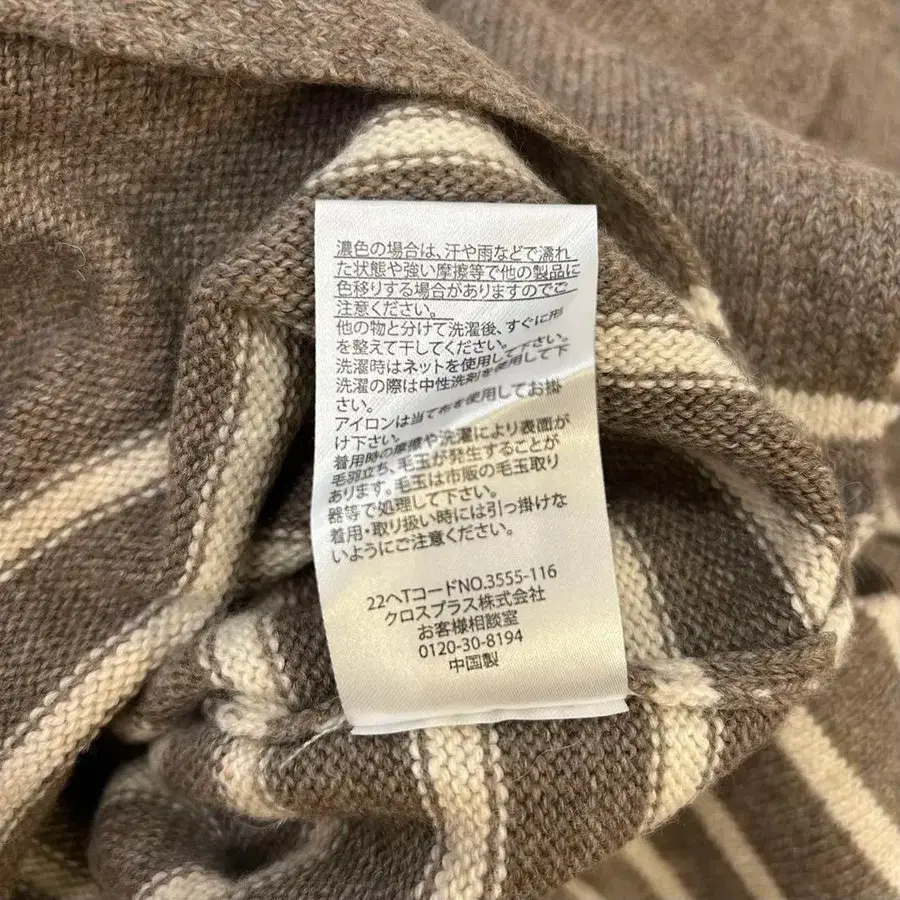 濃色の場合は、汗や雨などで濡れ
た状態や強い摩擦等で他の製品に
色移りする場合がありますのでご
注意ください。
他の物と分けて洗濯後、すぐに形
を整えて干してください。
洗濯時はネットを使用して下さい。
洗濯の際は中性洗剤を使用して下
さい。
アイロンは当て布を使用してお掛
け下さい。
着用時の摩擦や洗濯により表面が
毛羽立ち、毛玉が発生することが
あります。毛玉は市販の毛玉取り
器等で処理して下さい。
着用・取り扱い時には引っ掛けな
いようにご注意ください。
22へTコードNO.3555-116
クロスプラス株式会社
お客様相談室
0120-30-8194
中国製